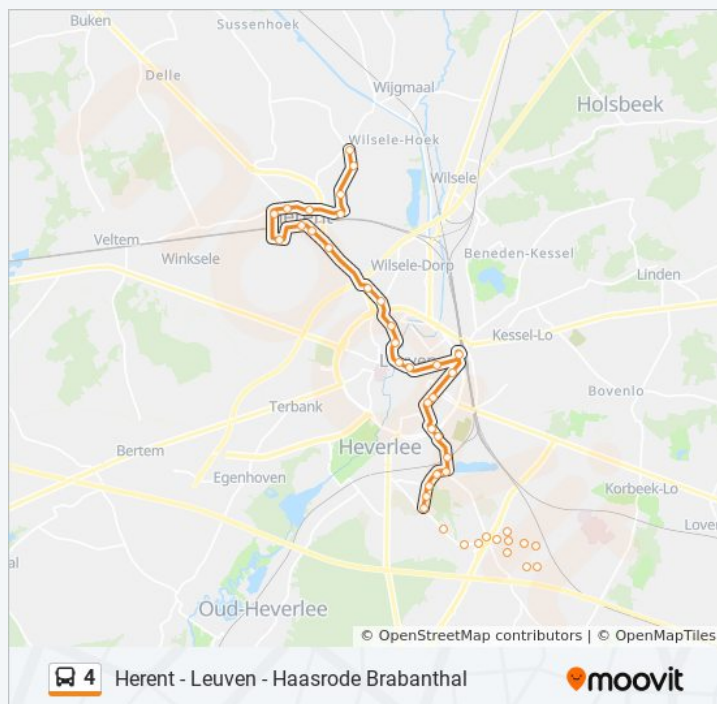 Buken
Sussenhoek
Delle
Wijgmaal
Holsbeek
Wilsele-Hoek
Wilsele
Veltem
Winksele
Beneden-Kessel
Wilsele-Dorp
Linden
Kessel-Lo
Bovenlo
Terbank
Heverlee
Bertem
Egenhoven
Korbeek-Lo
Oud-Heverlee
© OpenStreetMap contributors | © OpenMapTiles
4 Herent - Leuven - Haasrode Brabanthal
moovit